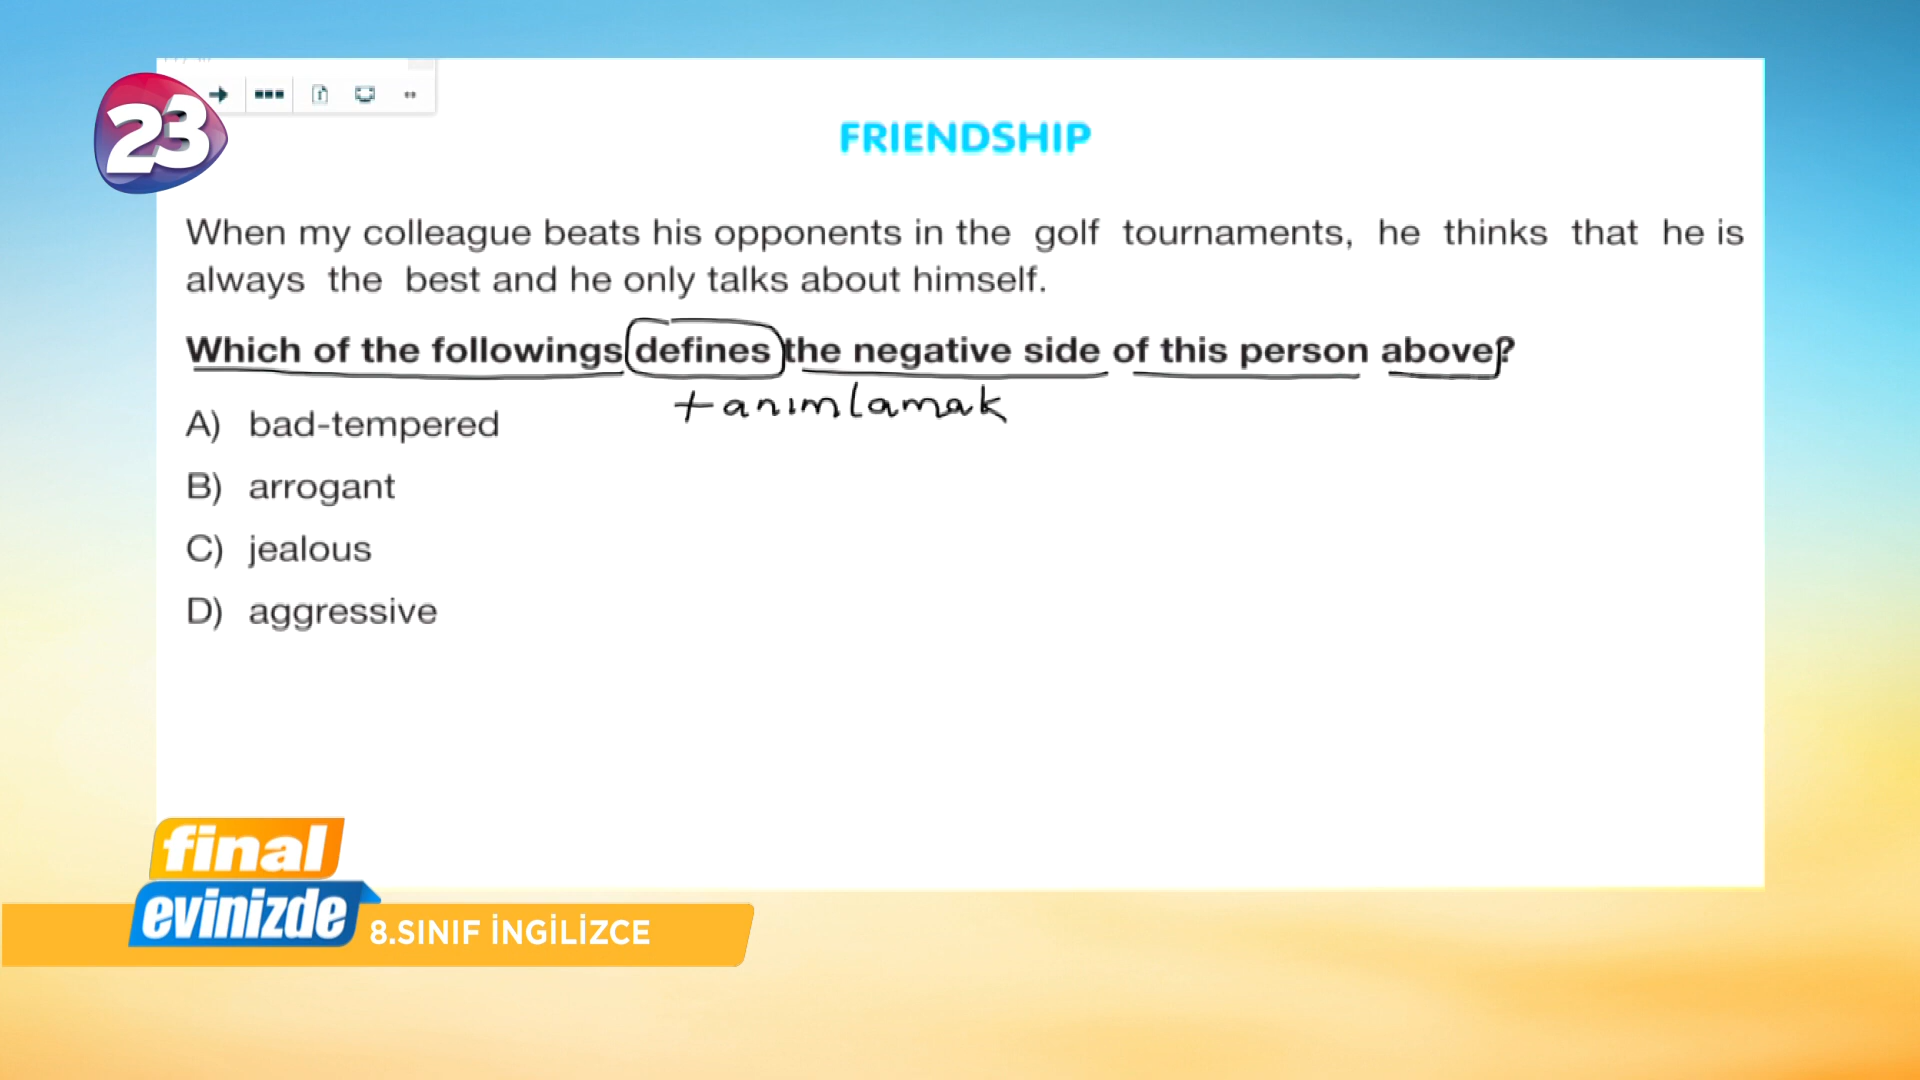 23
FRIENDSHIP
When my colleague beats his opponents in the golf tournaments, he thinks that he is
always the best and he only talks about himself.
Which of the followings defines the negative side of this person above?
tanımlamak
A) bad-tempered
B) arrogant
C) jealous
D) aggressive
final
evinizde
8.SINIF İNGİLİZCE